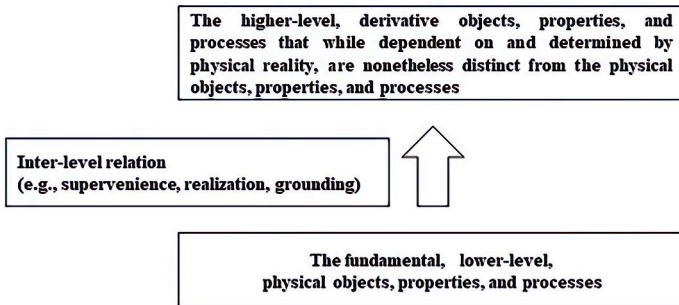 The higher-level, derivative objects, properties, and
processes that while dependent on and determined by
physical reality, are nonetheless distinct from the physical
objects, properties, and processes
Inter-level relation
(e.g., supervenience, realization, grounding)
The fundamental, lower-level,
physical objects, properties, and processes